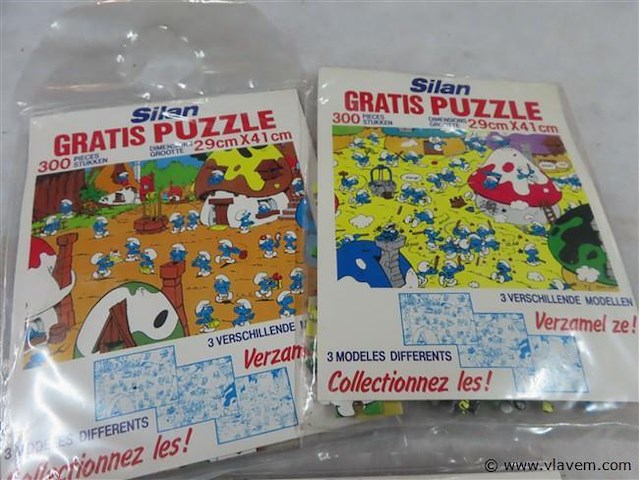 Silan
GRATIS PUZZLE
300 PIECES STUKKEN DIMENSIONS GROOTTE 29cm X 41cm
3 VERSCHILLENDE
Verzamel
3 MODELES DIFFERENTS
Collectionnez les!
Silan
GRATIS PUZZLE
300 PIECES STUKKEN DIMENSIONS GROOTTE 29cm X 41cm
3 VERSCHILLENDE MODELLEN
Verzamel ze!
3 MODELES DIFFERENTS
Collectionnez les!
© www.vlavem.com